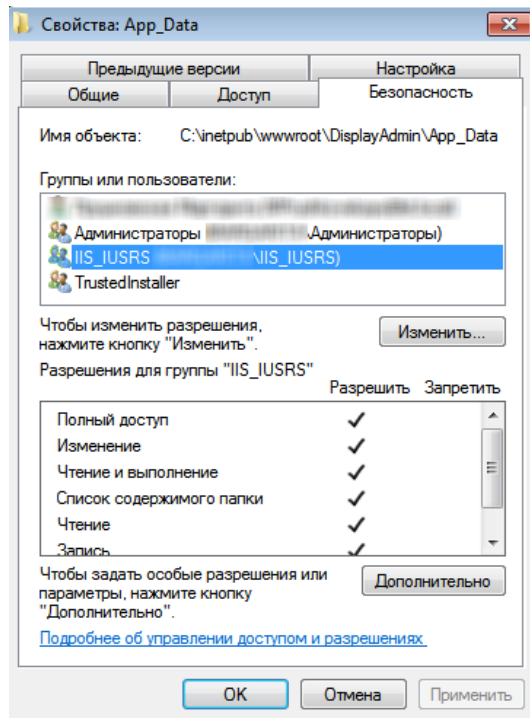 Свойства: App_Data
Предыдущие версии
Настройка
Общие
Доступ
Безопасность
Имя объекта: C:\inetpub\wwwroot\DisplayAdmin\App_Data
Группы или пользователи:
Администраторы \Администраторы)
IIS_IUSRS \IIS_IUSRS)
TrustedInstaller
Чтобы изменить разрешения,
нажмите кнопку "Изменить".
Изменить...
Разрешения для группы "IIS_IUSRS"
Разрешить Запретить
Полный доступ
Изменение
Чтение и выполнение
Список содержимого папки
Чтение
Запись
Чтобы задать особые разрешения или
параметры, нажмите кнопку
"Дополнительно".
Дополнительно
Подробнее об управлении доступом и разрешениях
OK
Отмена
Применить